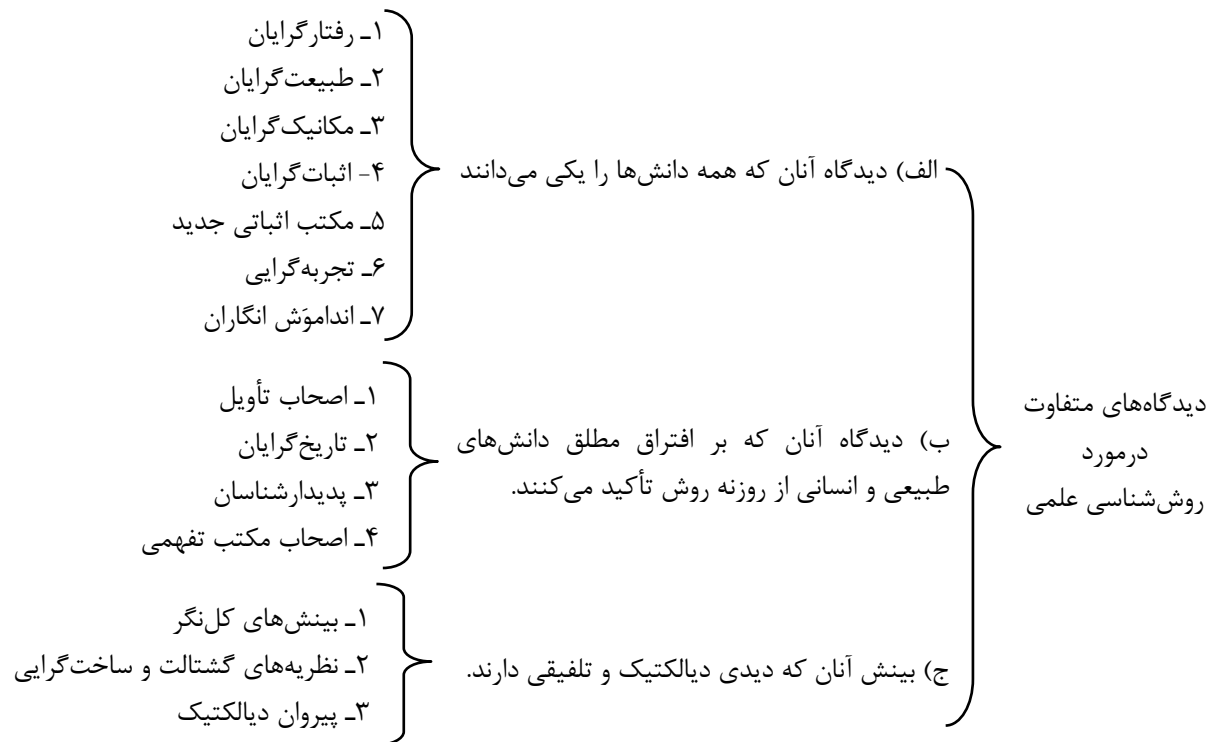 دیدگاه‌های متفاوت
درمورد
روش‌شناسی علمی
الف) دیدگاه آنان که همه دانش‌ها را یکی می‌دانند
۱ـ رفتارگرایان
۲ـ طبیعت‌گرایان
۳ـ مکانیک‌گرایان
۴- اثبات‌گرایان
۵ـ مکتب اثباتی جدید
۶ـ تجربه‌گرایی
۷ـ انداموَش انگاران
ب) دیدگاه آنان که بر افتراق مطلق دانش‌های
طبیعی و انسانی از روزنه روش تأکید می‌کنند.
۱ـ اصحاب تأویل
۲ـ تاریخ‌گرایان
۳ـ پدیدارشناسان
۴ـ اصحاب مکتب تفهمی
ج) بینش آنان که دیدی دیالکتیک و تلفیقی دارند.
۱ـ بینش‌های کل‌نگر
۲ـ نظریه‌های گشتالت و ساخت‌گرایی
۳ـ پیروان دیالکتیک